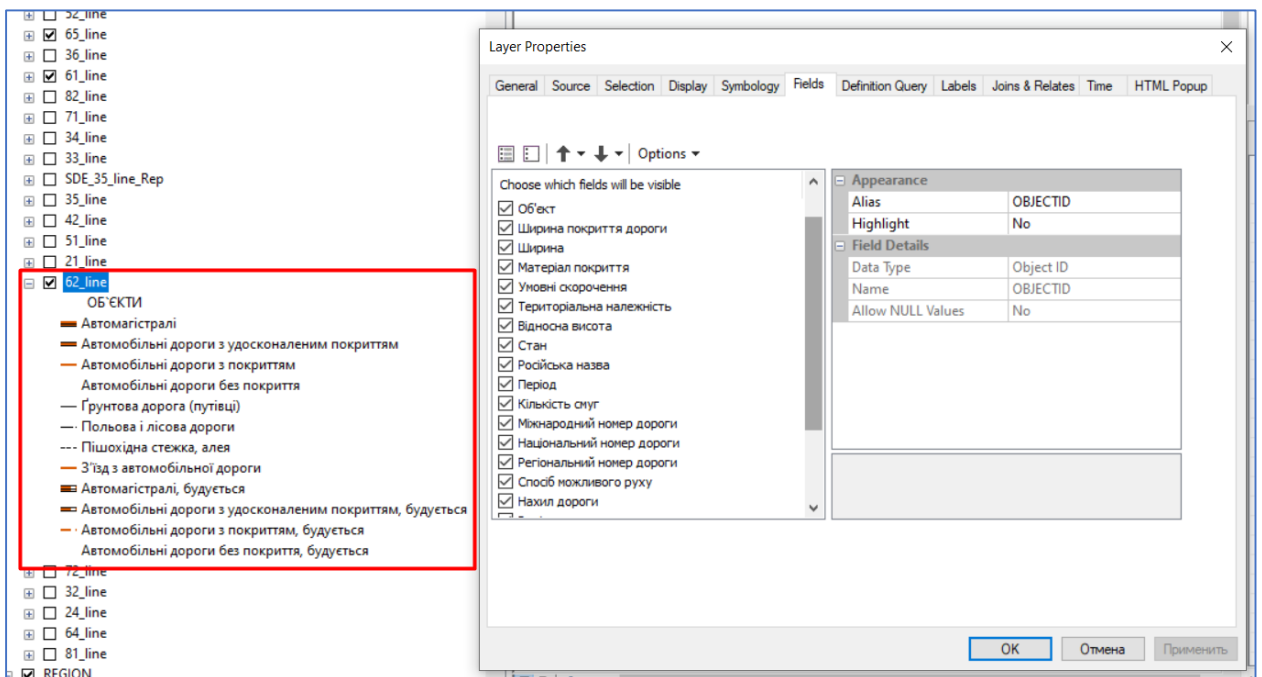 52_line
65_line
36_line
61_line
82_line
71_line
34_line
33_line
SDE_35_line_Rep
35_line
42_line
51_line
21_line
62_line
ОБ`ЄКТИ
Автомагістралі
Автомобільні дороги з удосконаленим покриттям
Автомобільні дороги з покриттям
Автомобільні дороги без покриття
Ґрунтова дорога (путівці)
Польова і лісова дороги
Пішохідна стежка, алея
З'їзд з автомобільної дороги
Автомагістралі, будується
Автомобільні дороги з удосконаленим покриттям, будується
Автомобільні дороги з покриттям, будується
Автомобільні дороги без покриття, будується
72_line
32_line
24_line
64_line
81_line
REGION
Layer Properties
General Source Selection Display Symbology Fields Definition Query Labels Joins & Relates Time HTML Popup
Options
Choose which fields will be visible
Об'єкт
Ширина покриття дороги
Ширина
Матеріал покриття
Умовні скорочення
Територіальна належність
Відносна висота
Стан
Російська назва
Період
Кількість смуг
Міжнародний номер дороги
Національний номер дороги
Регіональний номер дороги
Спосіб можливого руху
Нахил дороги
Appearance
Alias OBJECTID
Highlight No
Field Details
Data Type Object ID
Name OBJECTID
Allow NULL Values No
OK Отмена Применить